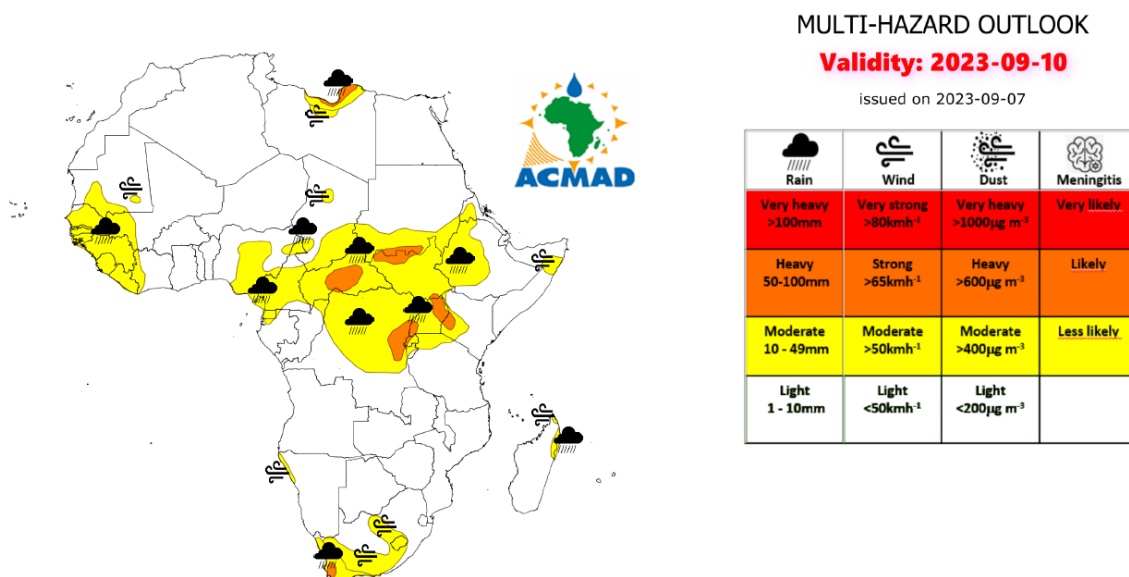 MULTI-HAZARD OUTLOOK
Validity: 2023-09-10
issued on 2023-09-07
ACMAD
Rain Wind Dust Meningitis
Very heavy Very strong Very heavy Very likely
>100mm >80kmh⁻¹ >1000µg m⁻³
Heavy Strong Heavy Likely
50-100mm >65kmh⁻¹ >600µg m⁻³
Moderate Moderate Moderate Less likely
10 - 49mm >50kmh⁻¹ >400µg m⁻³
Light Light Light
1 - 10mm <50kmh⁻¹ <200µg m⁻³